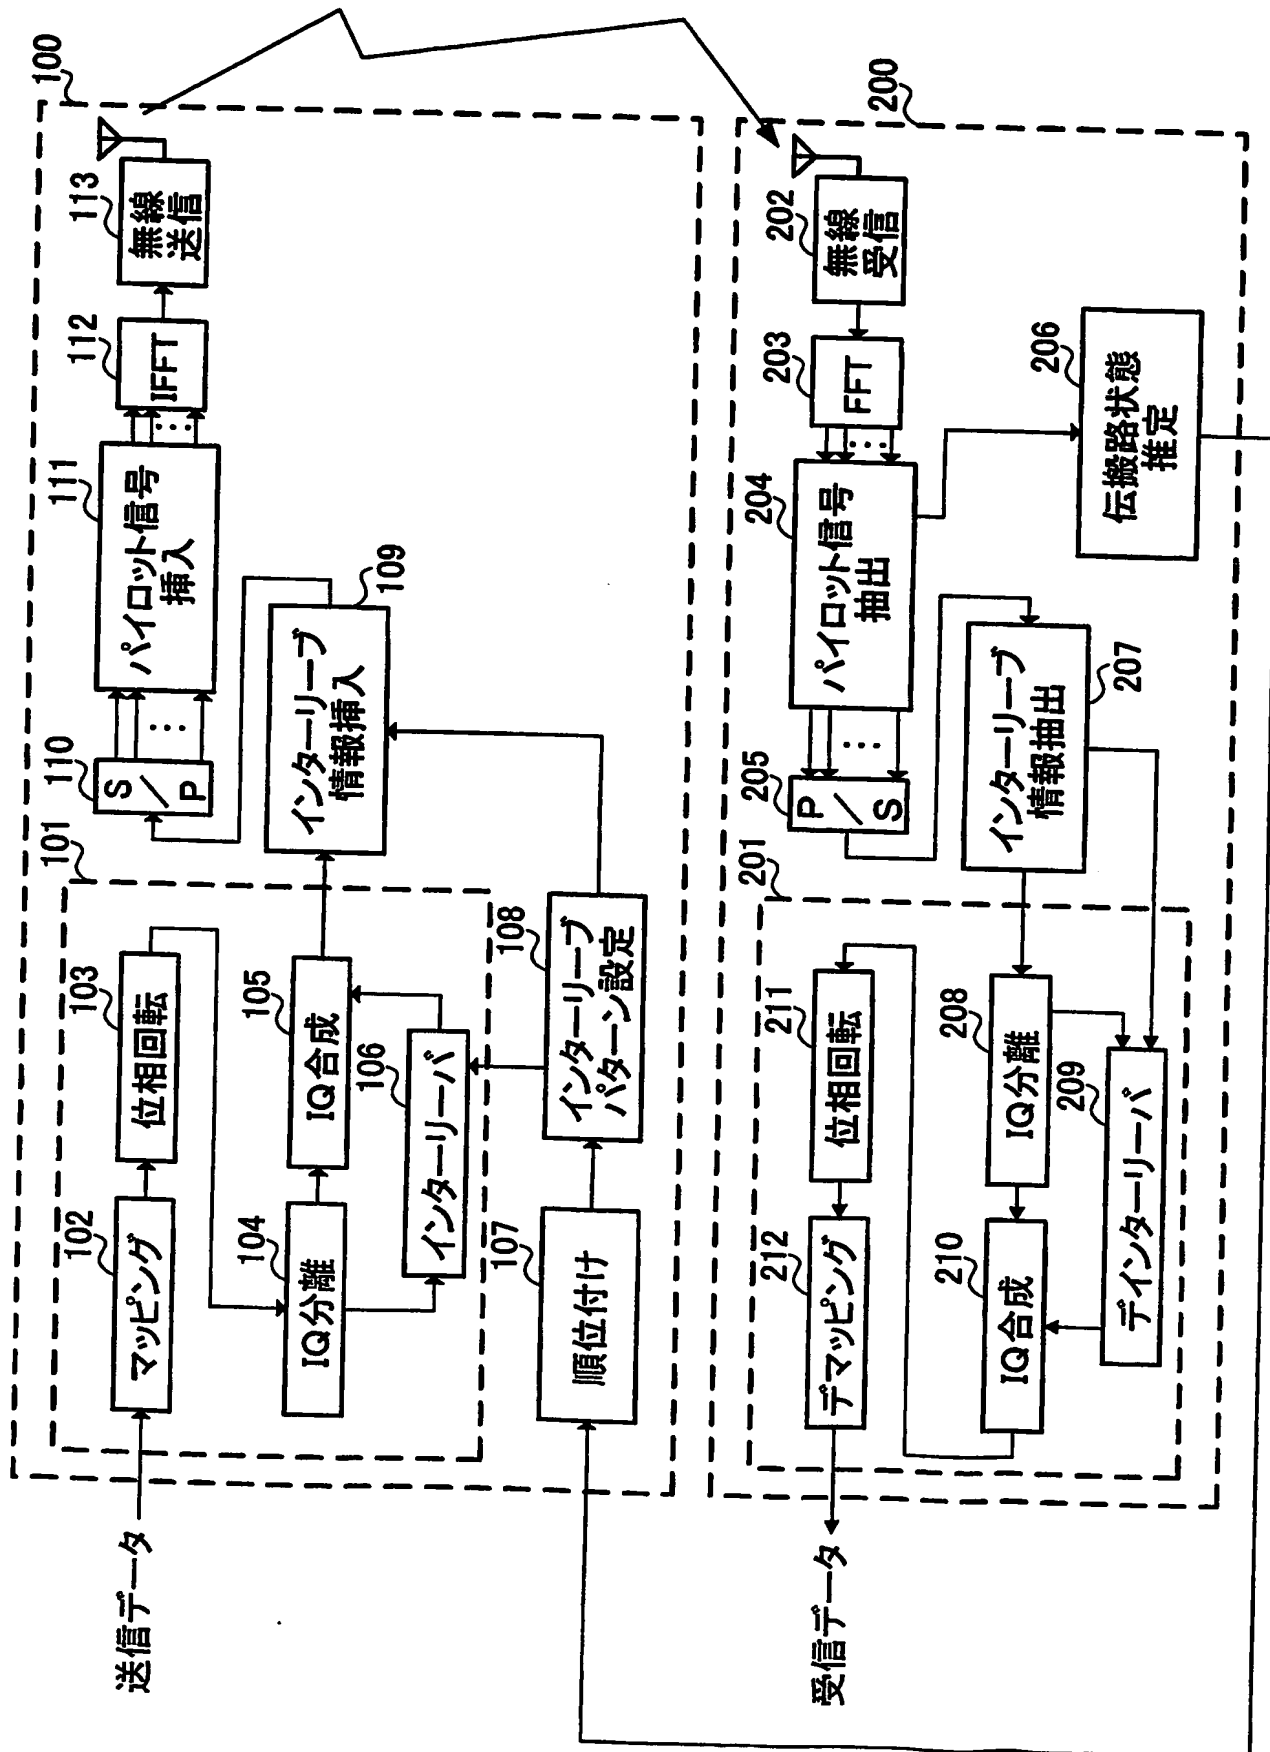 100
送信データ
101
102
マッピング
103
位相回転
104
IQ分離
105
IQ合成
106
インターリーバ
107
順位付け
108
インターリーブ
パターン設定
109
インターリーブ
情報挿入
110
S
/
P
111
パイロット信号
挿入
112
IFFT
113
無線
送信
200
受信データ
201
202
無線
受信
203
FFT
204
パイロット信号
抽出
205
P
/
S
206
伝搬路状態
推定
207
インターリーブ
情報抽出
208
IQ分離
209
デインターリーバ
210
IQ合成
211
位相回転
212
デマッピング